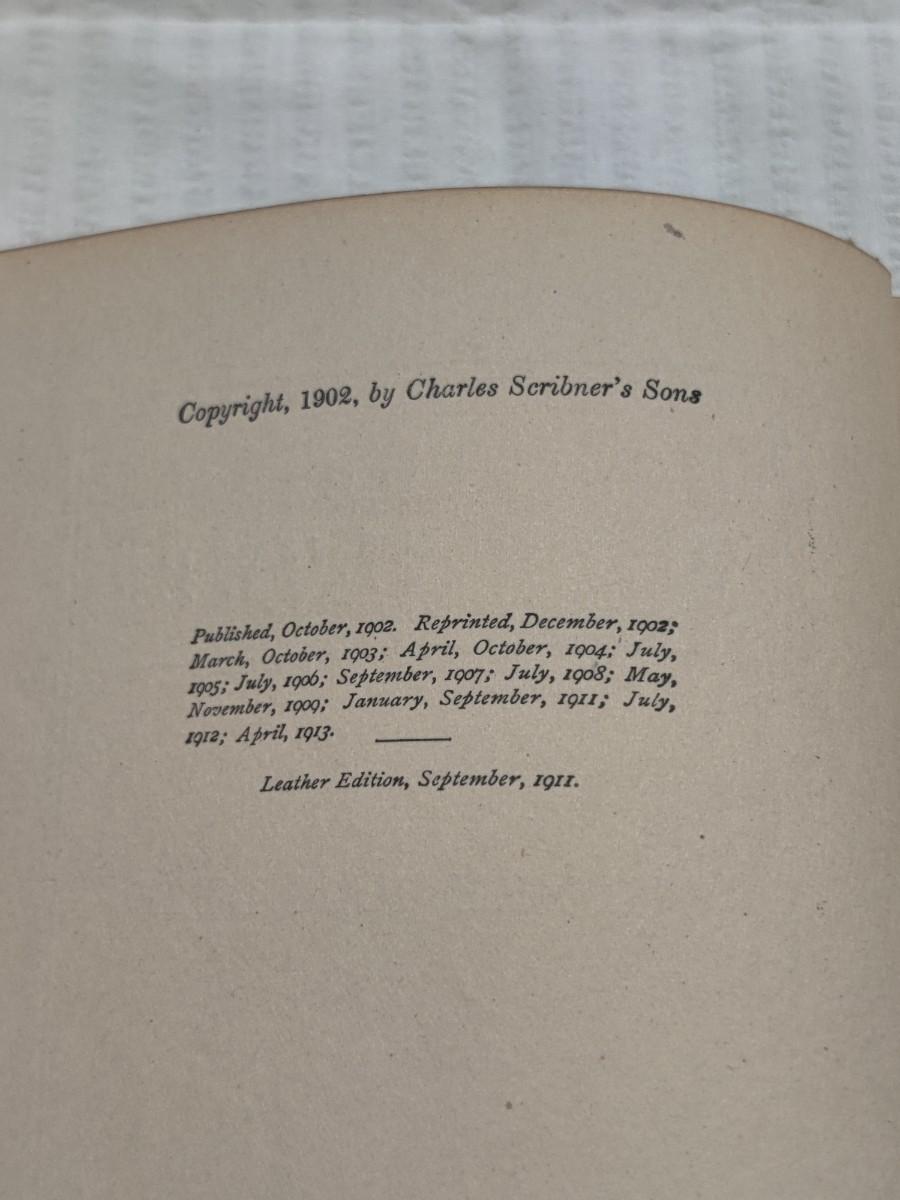 Copyright, 1902, by Charles Scribner's Sons
Published, October, 1902. Reprinted, December, 1902;
March, October, 1903; April, October, 1904; July,
1905; July, 1906; September, 1907; July, 1908; May,
November, 1909; January, September, 1911; July,
1912; April, 1913.
Leather Edition, September, 1911.